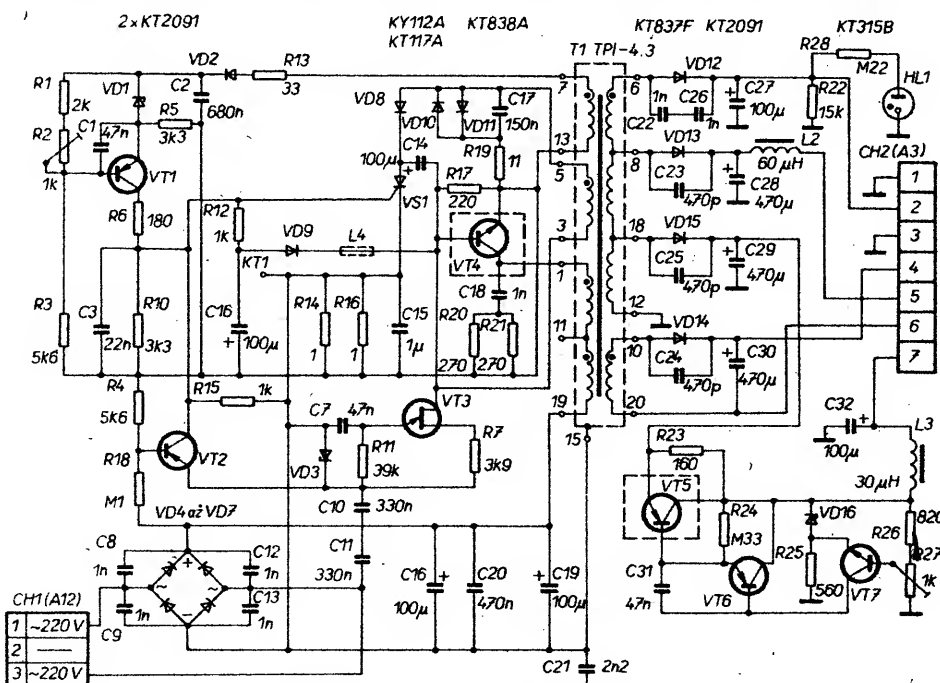 2xKT2091
KY112A
KT117A
KT838A
KT837F
KT2091
KT315B
T1 TPI-4.3
R1
2k
R2
1k
C1
47n
VD1
C2
680n
VD2
R13
33
R5
3k3
VT1
R6
180
R3
5k6
C3
22n
R10
3k3
R4
5k6
R15
1k
R18
M1
VT2
R12
1k
KT1
VD9
L4
C16
100µ
R14
1
R16
1
VD8
VD10
VD11
C17
150n
C14
100µ
VS1
R17
220
R19
11
VT4
C18
1n
C15
1µ
R20
270
R21
270
C7
47n
VD3
R11
39k
VT3
R7
3k9
C10
330n
C11
330n
VD4 až VD7
C8
1n
C12
1n
C9
1n
C13
1n
+
~
~
-
CH1(A12)
1
~220V
2
3
~220V
C16
100µ
C20
470n
C19
100µ
C21
2n2
7
13
5
3
1
11
19
15
6
8
18
12
10
20
VD12
1n
C22
C26
1n
C27
100µ
R28
M22
R22
15k
HL1
VD13
C23
470p
L2
60µH
C28
470µ
VD15
C25
470p
C29
470µ
VD14
C24
470p
C30
470µ
CH2(A3)
1
2
3
4
5
6
7
C32
100µ
L3
30µH
R23
160
VT5
R24
M33
C31
47n
VT6
R25
560
VD16
VT7
R26
820
R27
1k